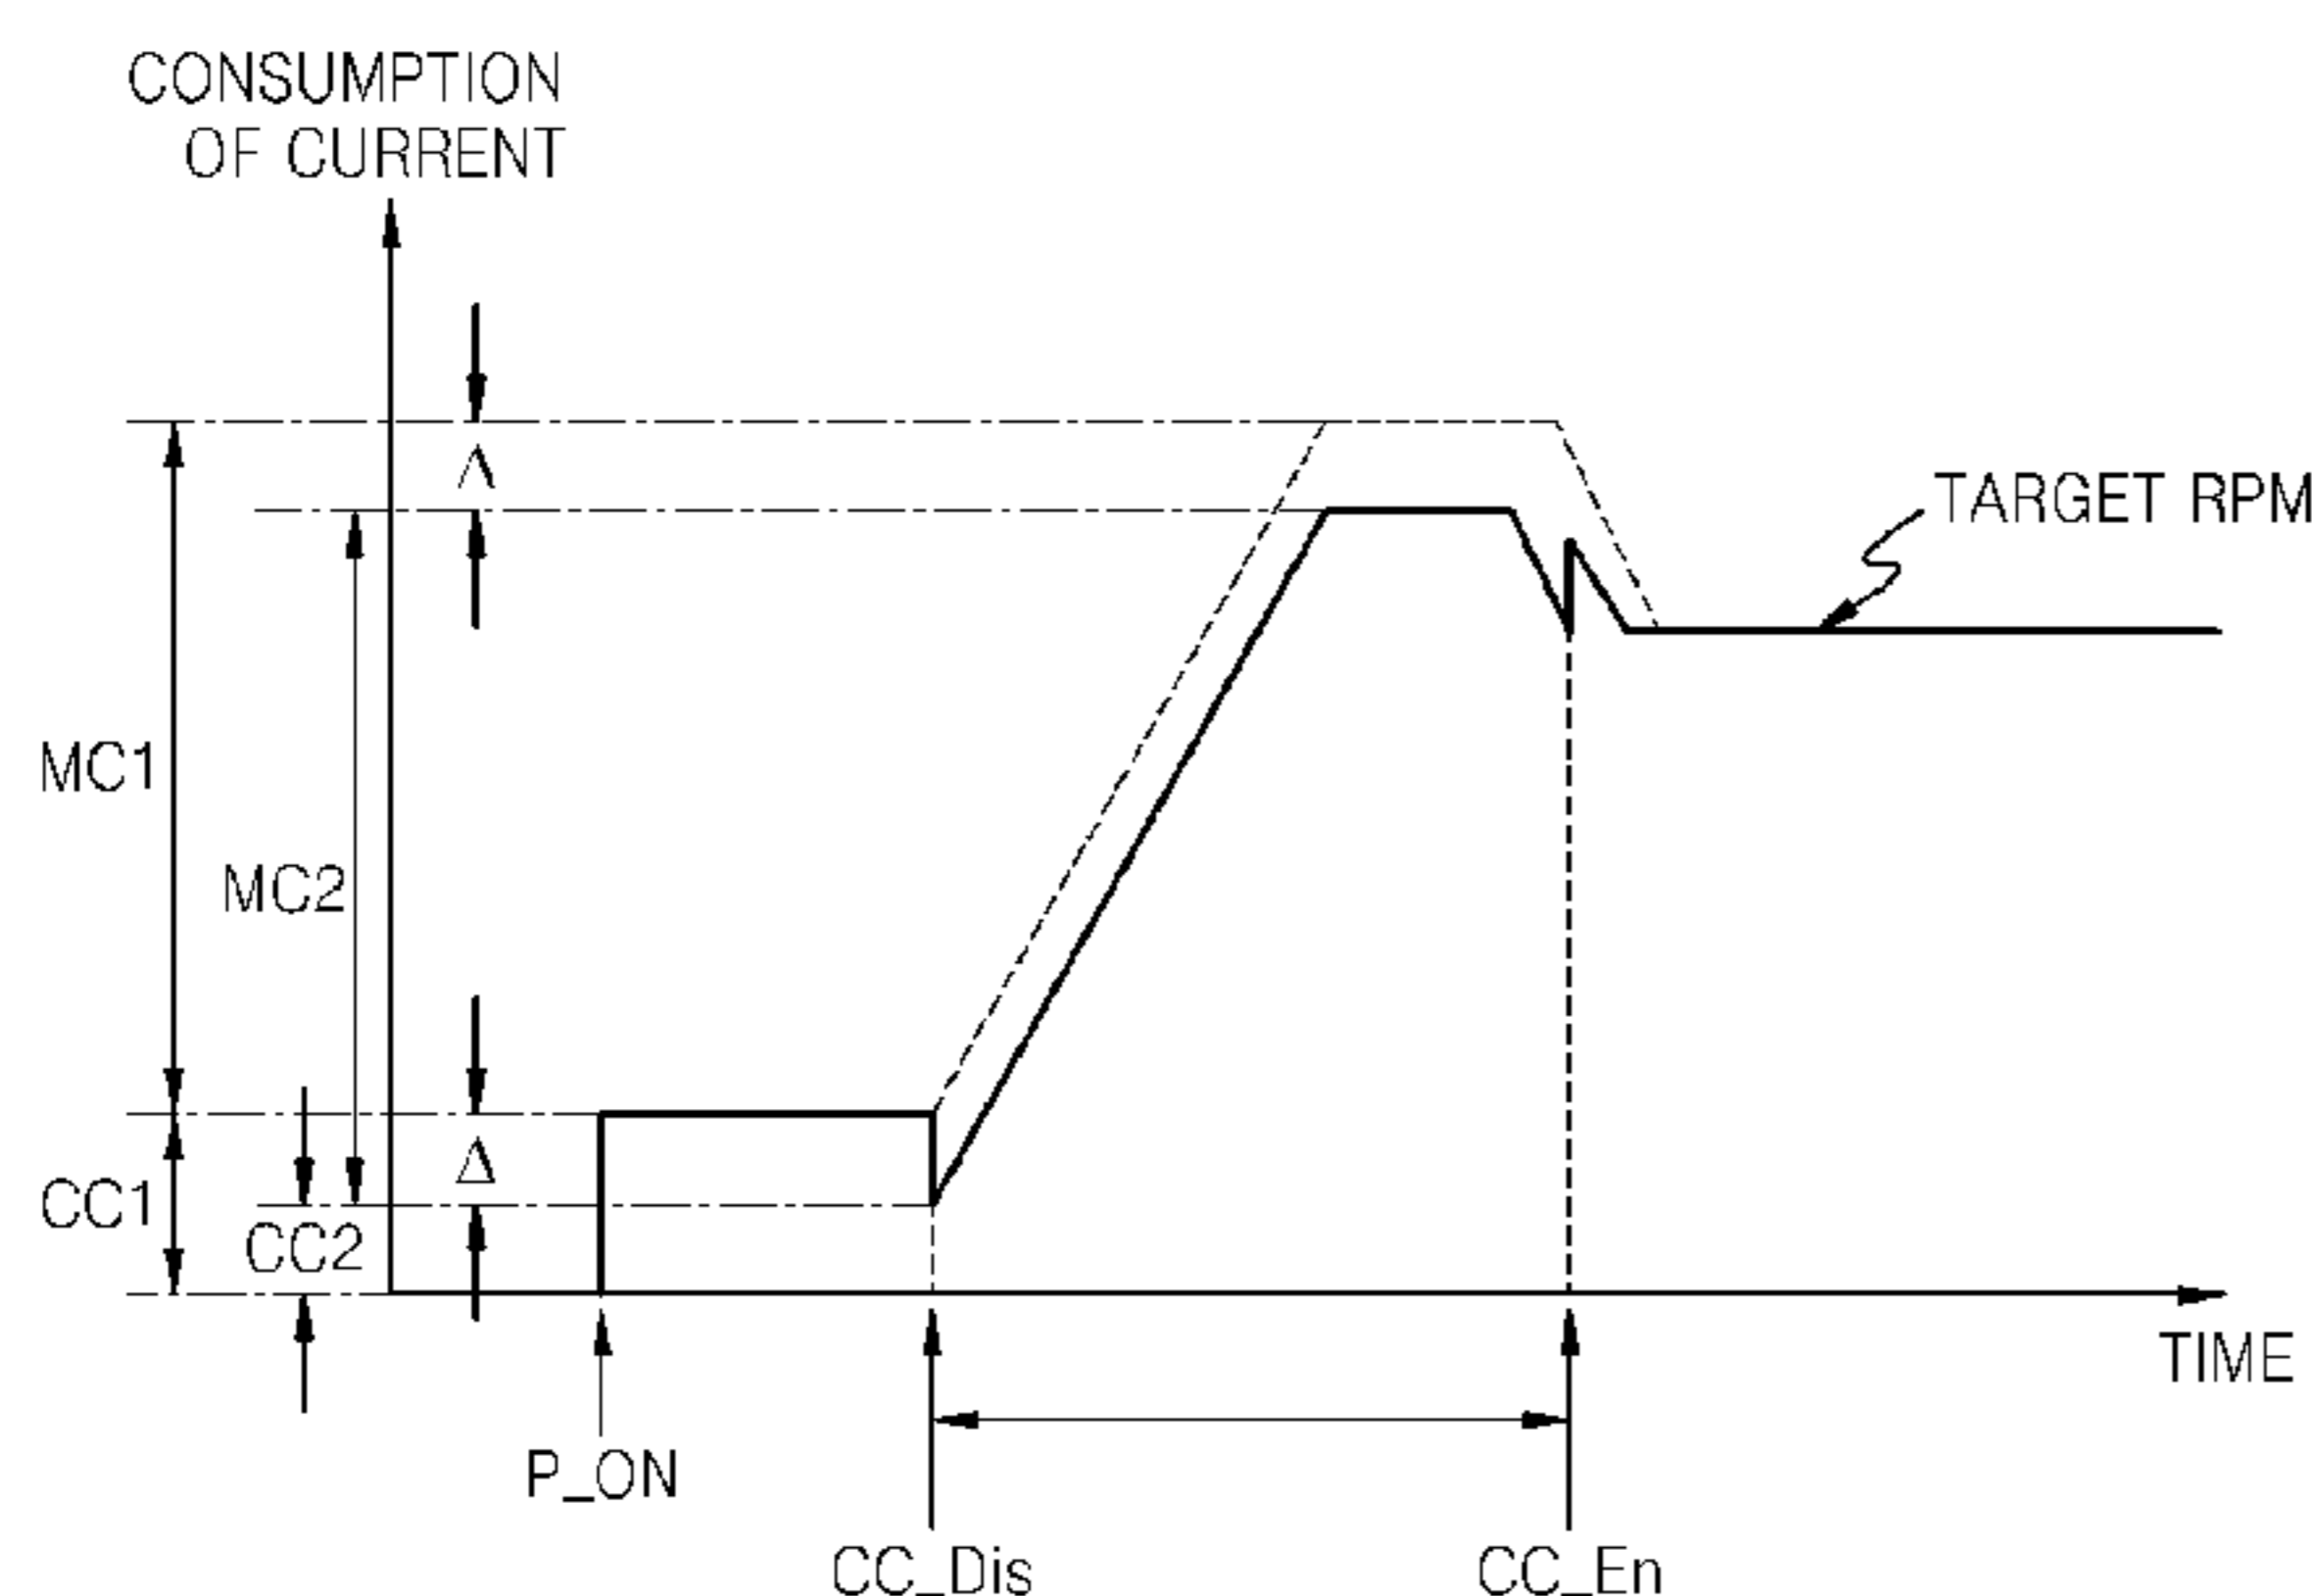 CONSUMPTION
OF CURRENT
Δ
TARGET RPM
MC1
MC2
Δ
CC1
CC2
TIME
P_ON
CC_Dis
CC_En